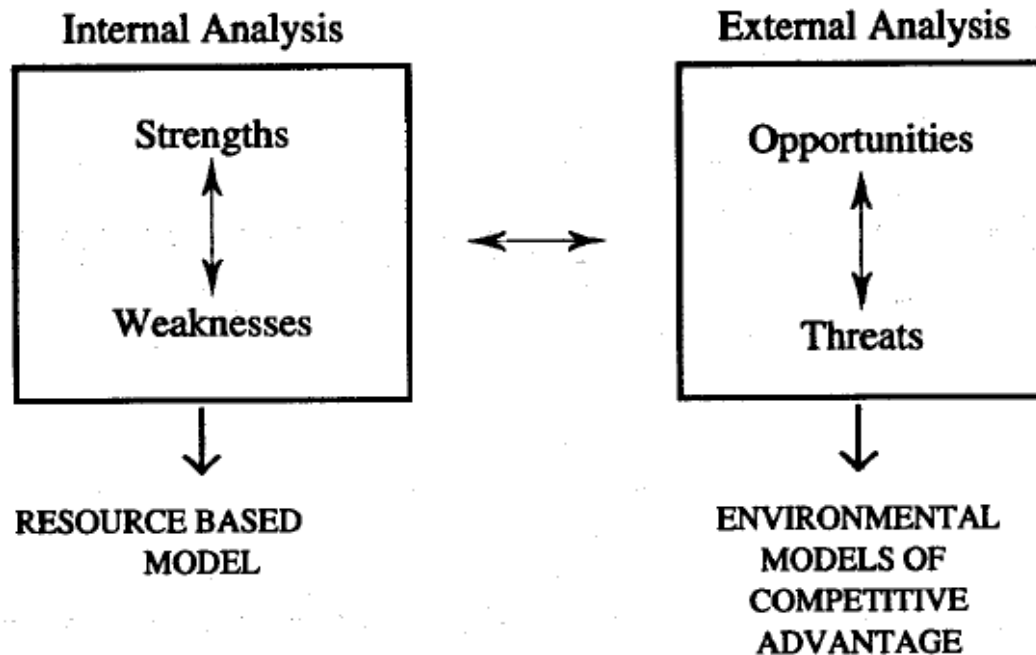 Internal Analysis
Strengths
Weaknesses
RESOURCE BASED
MODEL
External Analysis
Opportunities
Threats
ENVIRONMENTAL
MODELS OF
COMPETITIVE
ADVANTAGE